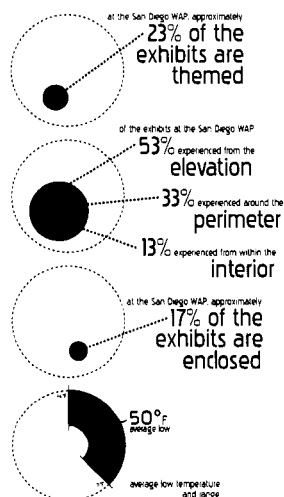 at the San Diego WAP, approximately
23% of the
exhibits are
themed
of the exhibits at the San Diego WAP
53% experienced from the
elevation
33% experienced around the
perimeter
13% experienced from within the
interior
at the San Diego WAP, approximately
17% of the
exhibits are
enclosed
50°F
average low
average low temperature
and range